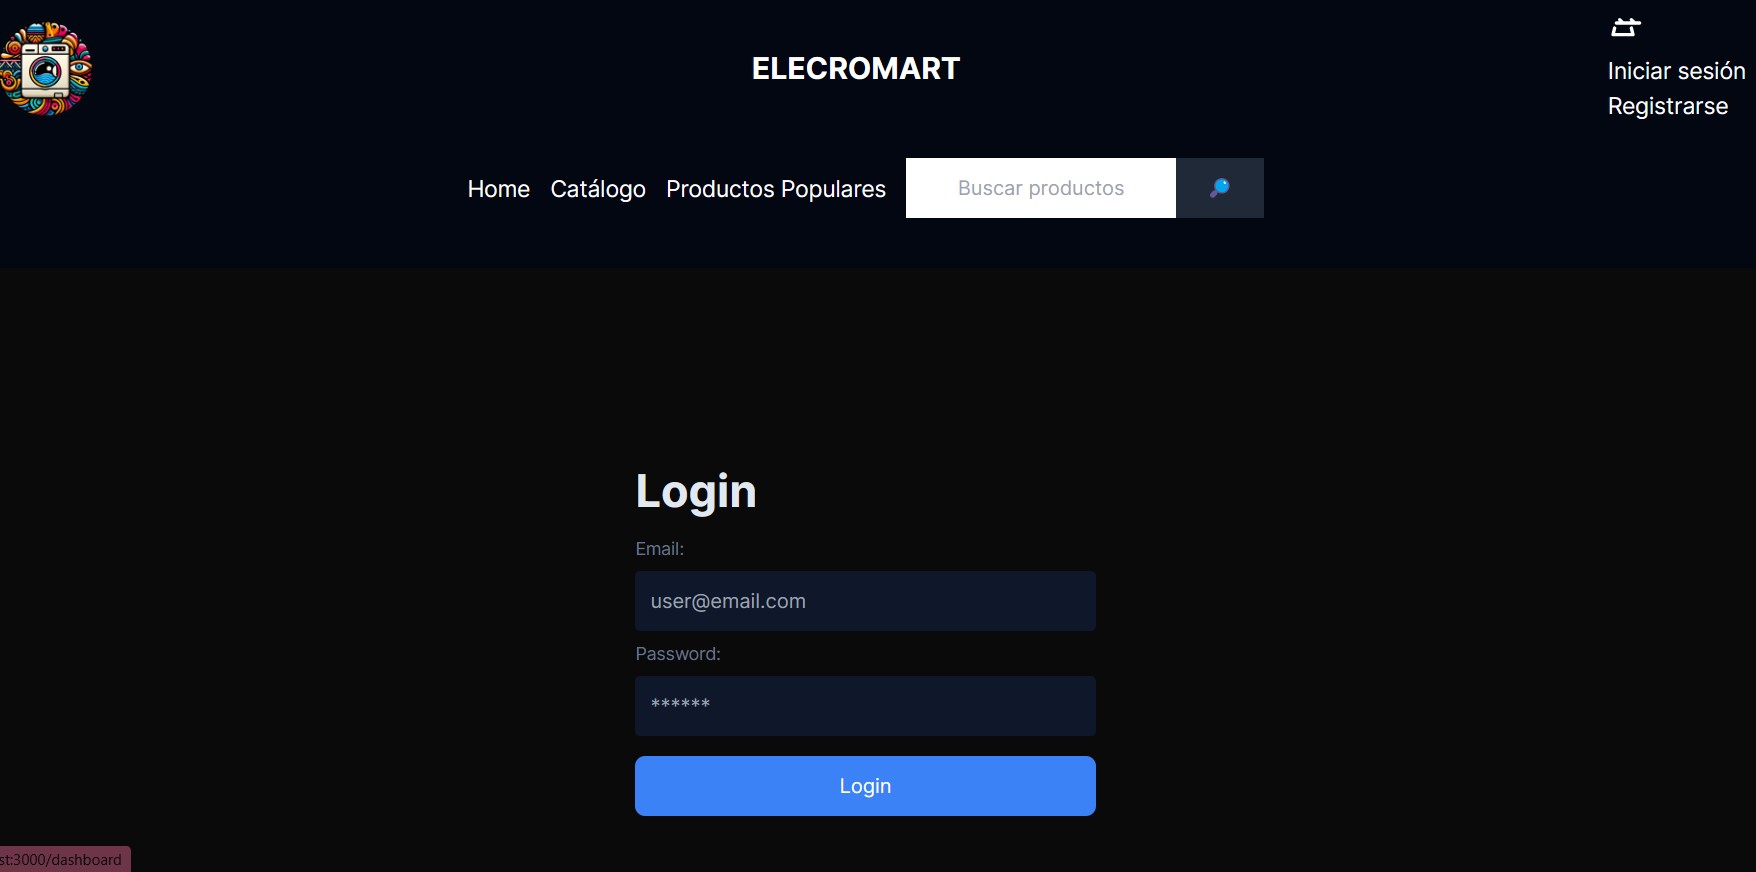 ELECROMART
Iniciar sesión
Registrarse
Home Catálogo Productos Populares Buscar productos
Login
Email:
user@email.com
Password:
******
Login
st:3000/dashboard